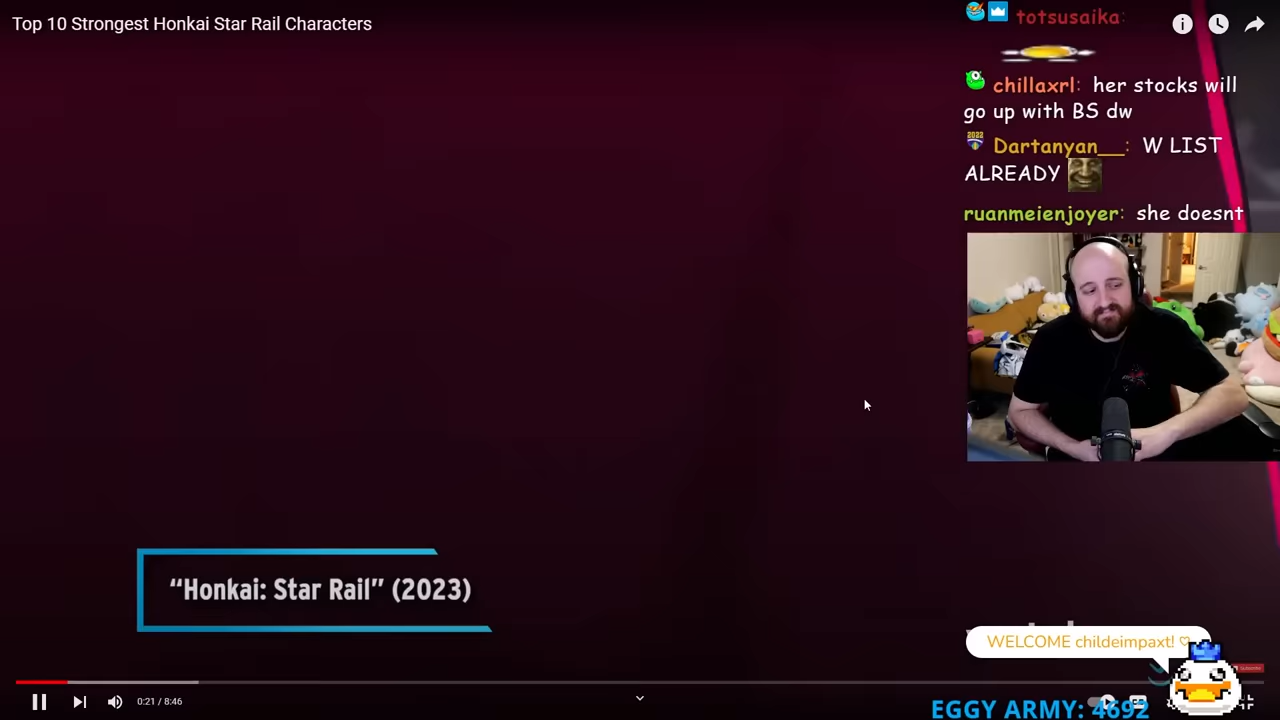 Top 10 Strongest Honkai Star Rail Characters
totsusaika:
chillaxrl: her stocks will
go up with BS dw
Dartanyan__: W LIST
ALREADY
ruanmeienjoyer: she doesnt
“Honkai: Star Rail” (2023)
WELCOME childeimpaxt! ♡
0:21 / 8:46
EGGY ARMY: 4692